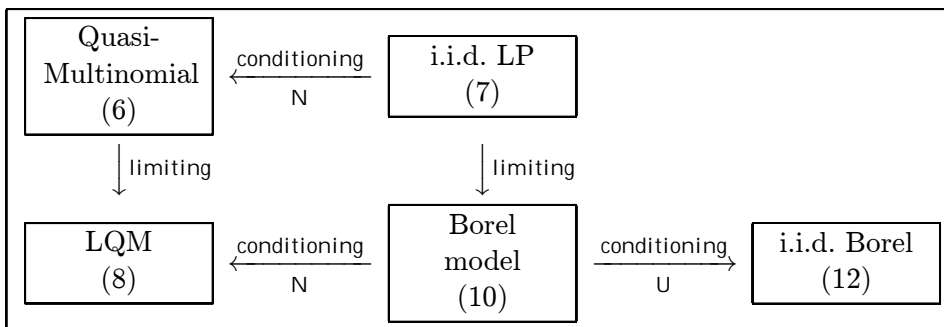 Quasi-
Multinomial
(6)
conditioning
N
i.i.d. LP
(7)
limiting
limiting
LQM
(8)
conditioning
N
Borel
model
(10)
conditioning
U
i.i.d. Borel
(12)